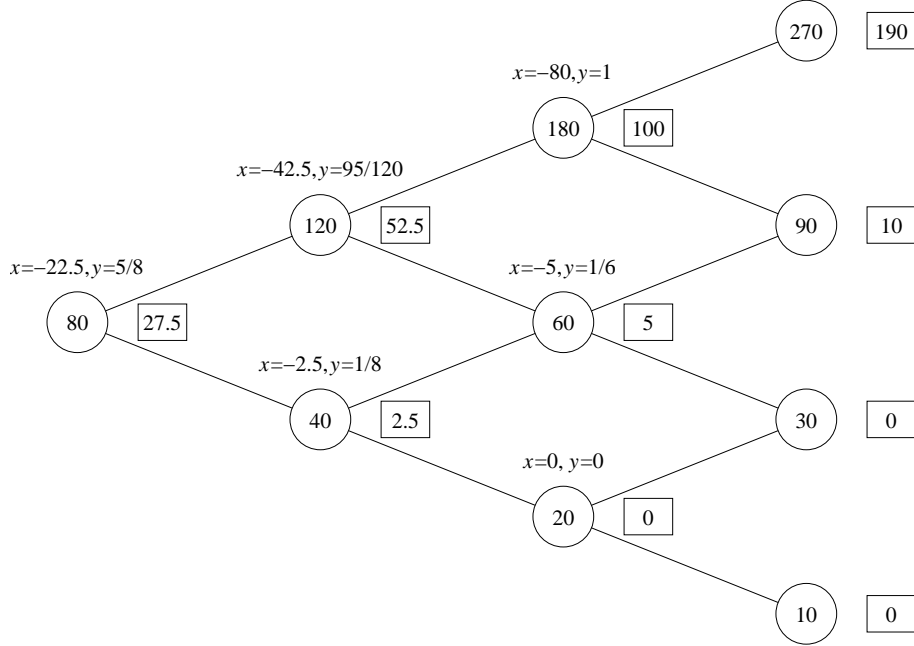 270 190
x=−80, y=1
180 100
x=−42.5, y=95/120
120 52.5 90 10
x=−22.5, y=5/8 x=−5, y=1/6
80 27.5 60 5
x=−2.5, y=1/8
40 2.5 30 0
x=0, y=0
20 0
10 0